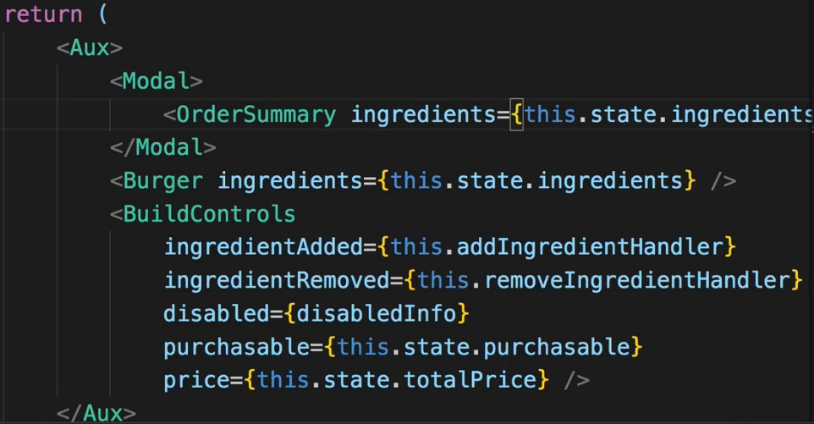 return (
<Aux>
<Modal>
<OrderSummary ingredients={this.state.ingredients
</Modal>
<Burger ingredients={this.state.ingredients} />
<BuildControls
ingredientAdded={this.addIngredientHandler}
ingredientRemoved={this.removeIngredientHandler}
disabled={disabledInfo}
purchasable={this.state.purchasable}
price={this.state.totalPrice} />
</Aux>